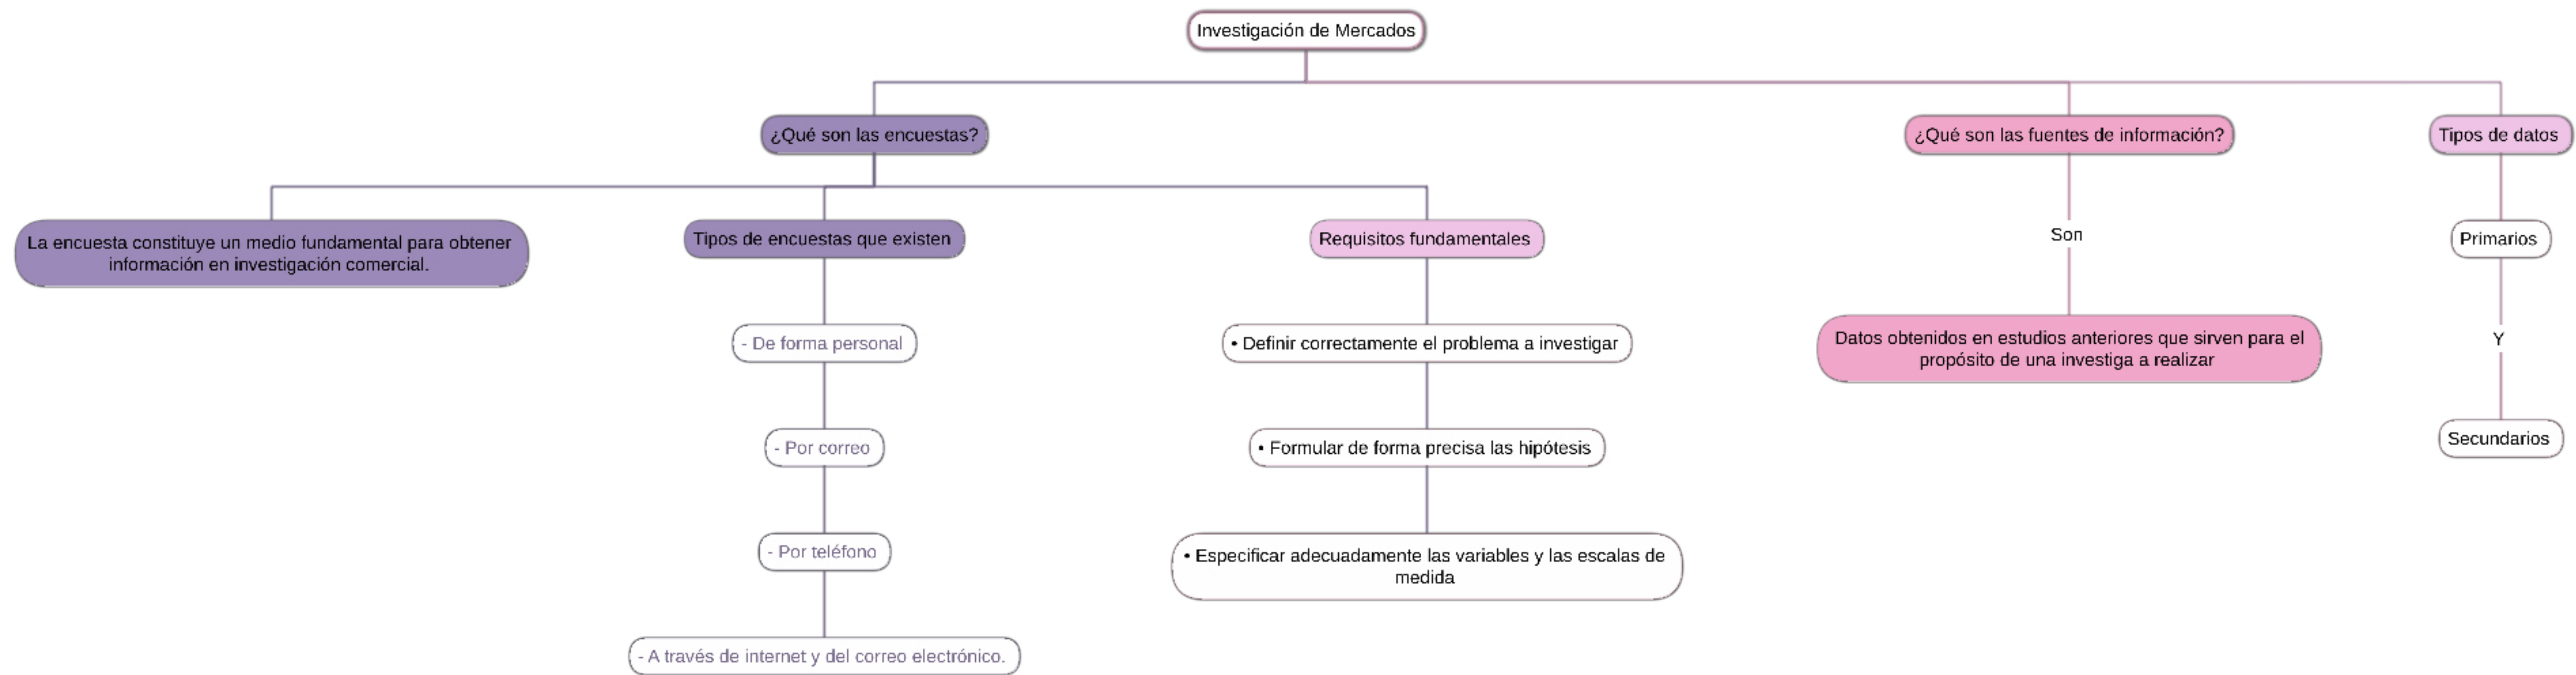 Investigación de Mercados
¿Qué son las encuestas?
¿Qué son las fuentes de información?
Tipos de datos
La encuesta constituye un medio fundamental para obtener
información en investigación comercial.
Tipos de encuestas que existen
Requisitos fundamentales
Son
Primarios
- De forma personal
• Definir correctamente el problema a investigar
Datos obtenidos en estudios anteriores que sirven para el
propósito de una investiga a realizar
Y
- Por correo
• Formular de forma precisa las hipótesis
Secundarios
- Por teléfono
• Especificar adecuadamente las variables y las escalas de
medida
- A través de internet y del correo electrónico.